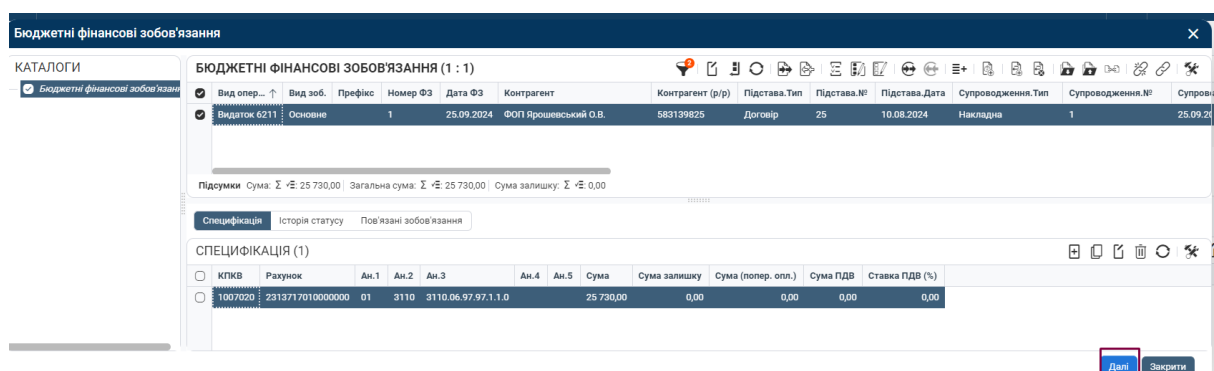 Бюджетні фінансові зобов'язання
КАТАЛОГИ
Бюджетні фінансові зобов'язан
БЮДЖЕТНІ ФІНАНСОВІ ЗОБОВ'ЯЗАННЯ (1 : 1)
2
Вид опер... Вид зоб. Префікс Номер ФЗ Дата ФЗ Контрагент Контрагент (р/р) Підстава.Тип Підстава.№ Підстава.Дата Супроводження.Тип Супроводження.№
Видаток 6211 Основне 1 25.09.2024 ФОП Ярошевський О.В. 583139825 Договір 25 10.08.2024 Накладна 1 25.09.20
Підсумки Сума: Σ 25 730,00 Загальна сума: Σ 25 730,00 Сума залишку: Σ 0,00
Специфікація Історія статусу Пов'язані зобов'язання
СПЕЦИФІКАЦІЯ (1)
КПКВ Рахунок Ан.1 Ан.2 Ан.3 Ан.4 Ан.5 Сума Сума залишку Сума (попер. опл.) Сума ПДВ Ставка ПДВ (%)
1007020 2313717010000000 01 3110 3110.06.97.97.1.1.0 25 730,00 0,00 0,00 0,00 0,00
Далі Закрити